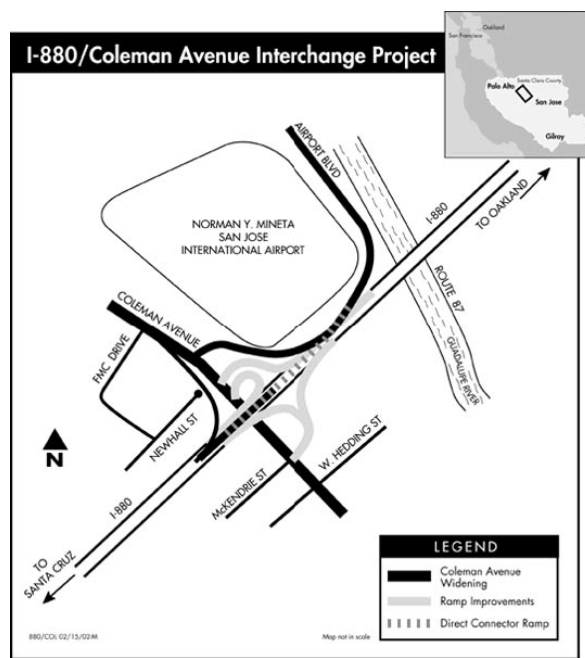 I-880/Coleman Avenue Interchange Project
Oakland
San Francisco
Santa Clara County
Palo Alto
San Jose
Gilroy
AIRPORT BLVD
I-880
TO OAKLAND
NORMAN Y. MINETA
SAN JOSE
INTERNATIONAL AIRPORT
ROUTE 87
GUADALUPE RIVER
COLEMAN AVENUE
FMC DRIVE
NEWHALL ST
W. HEDDING ST
McKENDRIE ST
N
I-880
TO
SANTA CRUZ
LEGEND
Coleman Avenue
Widening
Ramp Improvements
Direct Connector Ramp
880/COL 02/15/02-M
Map not in scale